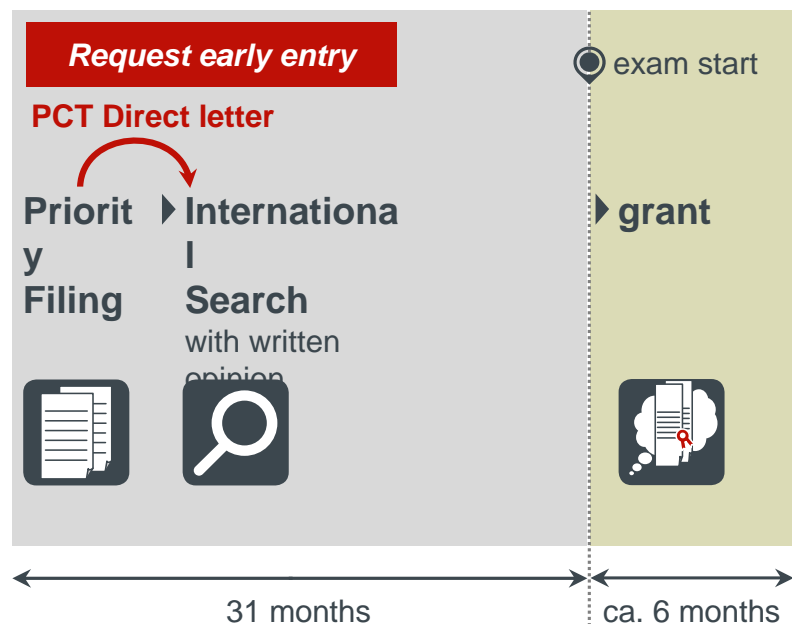 Request early entry
exam start
PCT Direct letter
Priorit
y
Filing
Internationa
l
Search
with written
opinion
grant
31 months
ca. 6 months